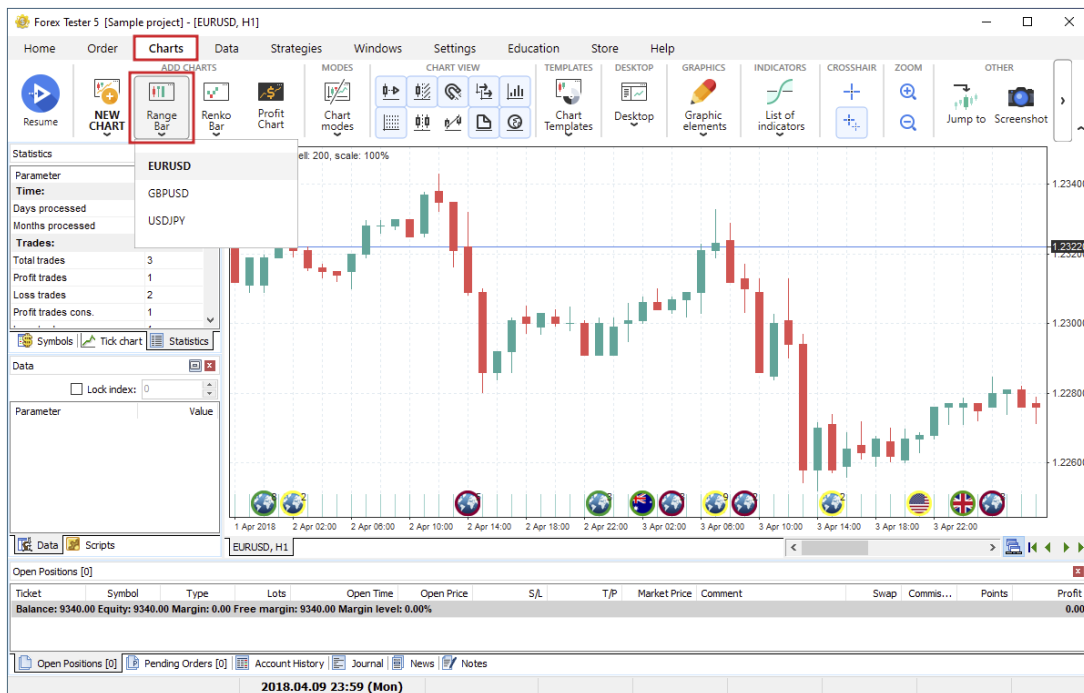 Forex Tester 5 [Sample project] - [EURUSD, H1]
Home Order Charts Data Strategies Windows Settings Education Store Help
ADD CHARTS MODES CHART VIEW TEMPLATES DESKTOP GRAPHICS INDICATORS CROSSHAIR ZOOM OTHER
Resume
NEW CHART
Range Bar
Renko Bar
Profit Chart
Chart modes
Chart Templates
Desktop
Graphic elements
List of indicators
Jump to
Screenshot
EURUSD
GBPUSD
USDJPY
ell: 200, scale: 100%
Statistics
Parameter
Time:
Days processed
Months processed
Trades:
Total trades 3
Profit trades 1
Loss trades 2
Profit trades cons. 1
Symbols Tick chart Statistics
Data
Lock index: 0
Parameter Value
Data Scripts
1.23400
1.23220
1.23200
1.23000
1.22800
1.22600
1 Apr 2018 2 Apr 02:00 2 Apr 06:00 2 Apr 10:00 2 Apr 14:00 2 Apr 18:00 2 Apr 22:00 3 Apr 02:00 3 Apr 06:00 3 Apr 10:00 3 Apr 14:00 3 Apr 18:00 3 Apr 22:00
EURUSD, H1
Open Positions [0]
Ticket Symbol Type Lots Open Time Open Price S/L T/P Market Price Comment Swap Commis... Points Profit
Balance: 9340.00 Equity: 9340.00 Margin: 0.00 Free margin: 9340.00 Margin level: 0.00% 0.00
Open Positions [0] Pending Orders [0] Account History Journal News Notes
2018.04.09 23:59 (Mon)